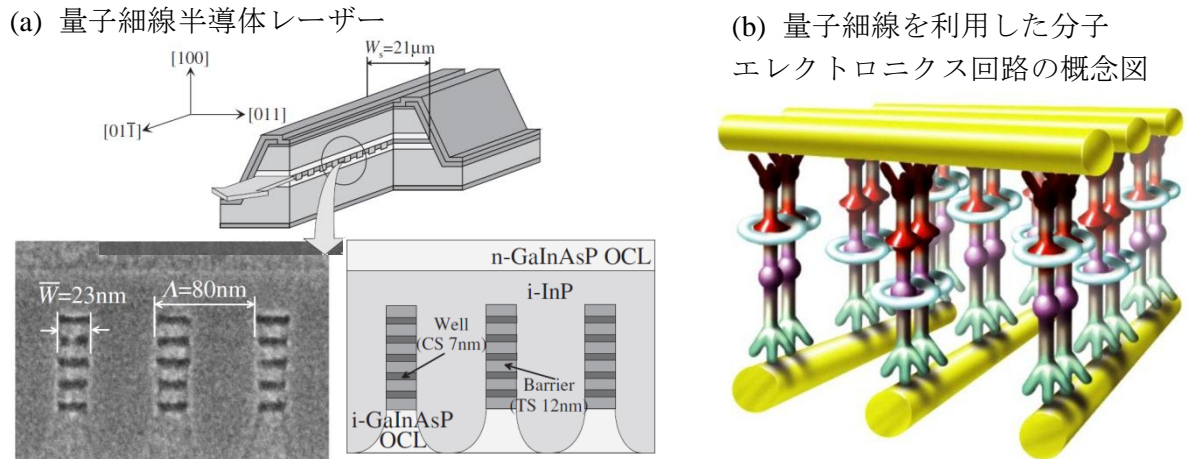 (a) 量子細線半導体レーザー
(b) 量子細線を利用した分子
エレクトロニクス回路の概念図
Wₛ=21μm
[100]
[011]
[011̄]
n-GaInAsP OCL
i-InP
W̅=23nm
Λ=80nm
Well
(CS 7nm)
Barrier
(TS 12nm)
i-GaInAsP
OCL